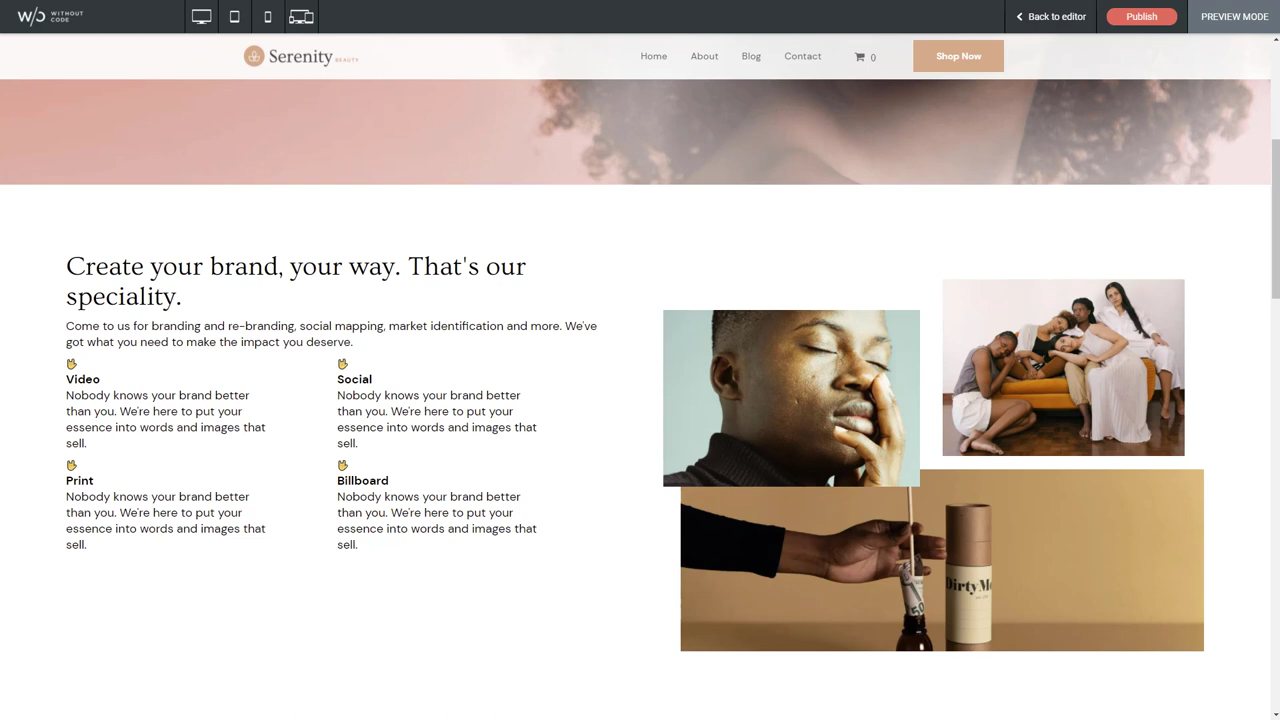 W/C WITHOUT
CODE
Back to editor
Publish
PREVIEW MODE
Serenity BEAUTY
Home
About
Blog
Contact
0
Shop Now
Create your brand, your way. That's our
speciality.
Come to us for branding and re-branding, social mapping, market identification and more. We've
got what you need to make the impact you deserve.
Video
Nobody knows your brand better
than you. We're here to put your
essence into words and images that
sell.
Social
Nobody knows your brand better
than you. We're here to put your
essence into words and images that
sell.
Print
Nobody knows your brand better
than you. We're here to put your
essence into words and images that
sell.
Billboard
Nobody knows your brand better
than you. We're here to put your
essence into words and images that
sell.
50